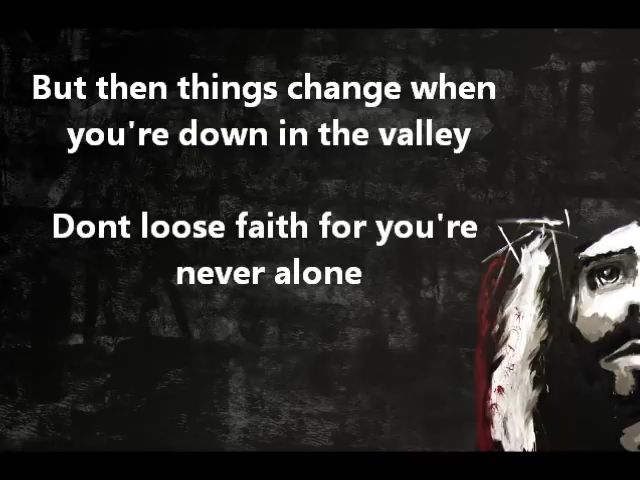 But then things change when
you're down in the valley
Dont loose faith for you're
never alone